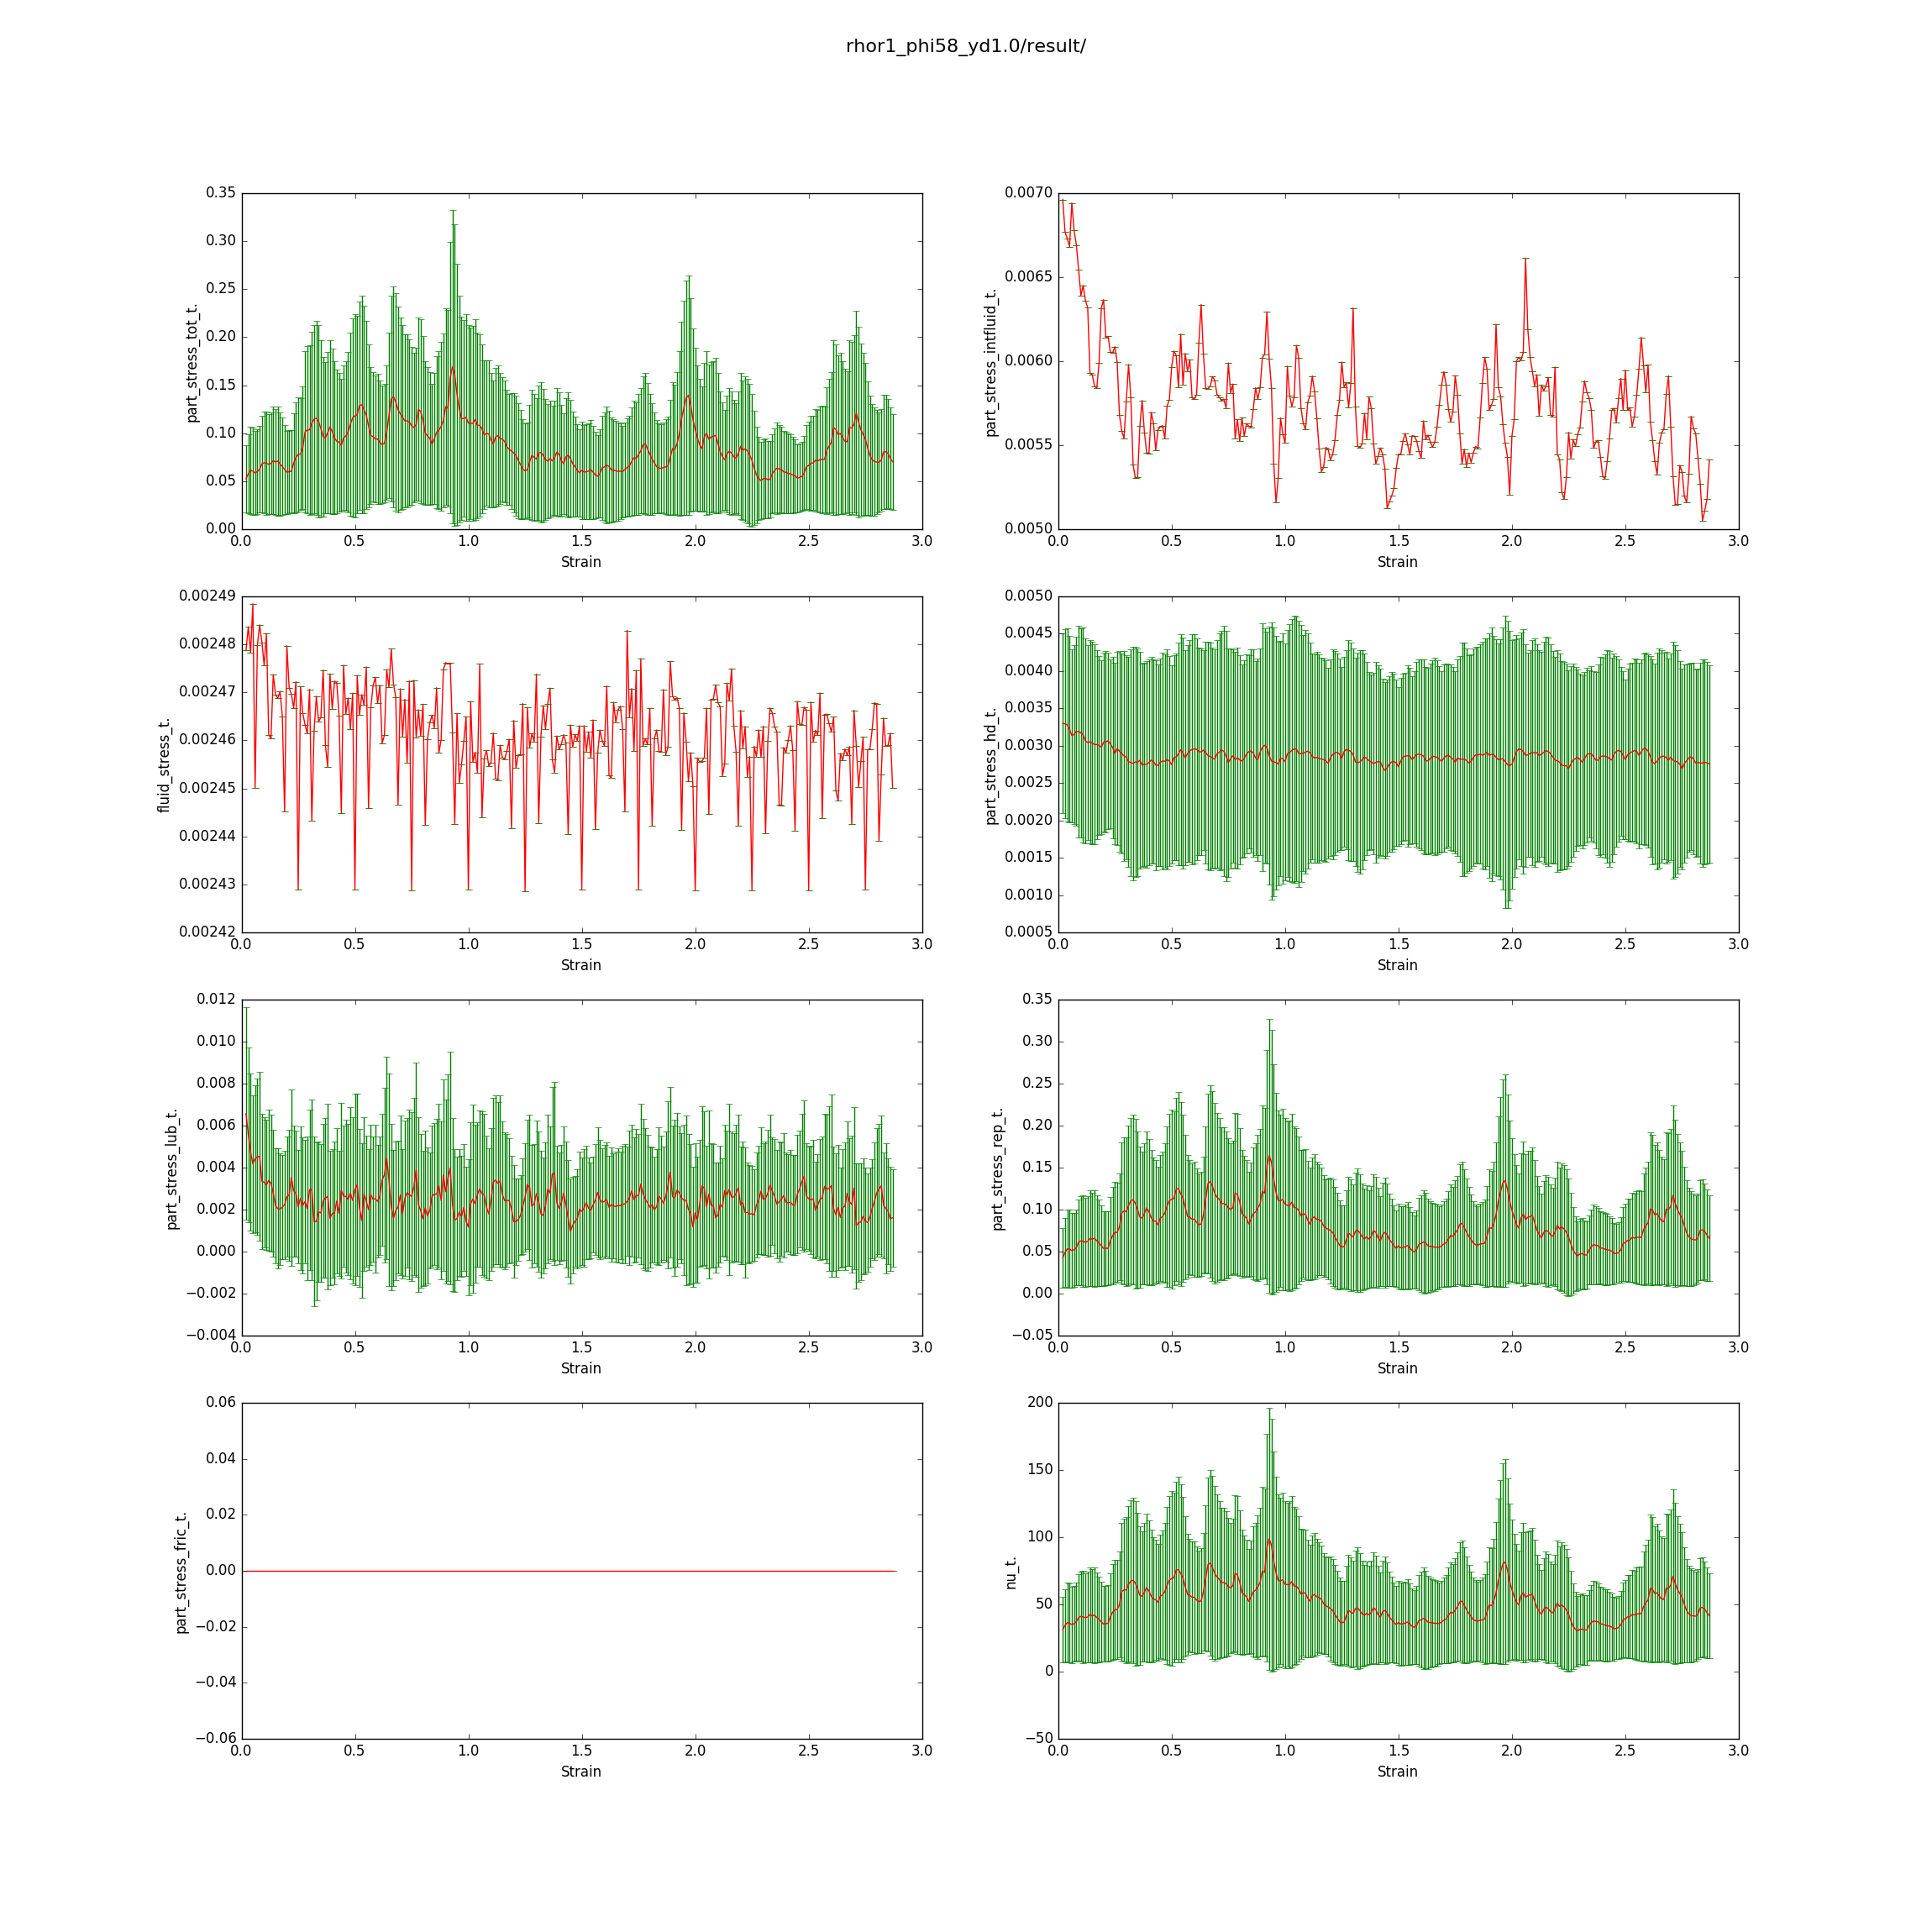 rhor1_phi58_yd1.0/result/
0.35
0.30
0.25
0.20
0.15
0.10
0.05
0.00
part_stress_tot_t.
0.0 0.5 1.0 1.5 2.0 2.5 3.0
Strain
0.0070
0.0065
0.0060
0.0055
0.0050
part_stress_intfluid_t.
0.0 0.5 1.0 1.5 2.0 2.5 3.0
Strain
0.00249
0.00248
0.00247
0.00246
0.00245
0.00244
0.00243
0.00242
fluid_stress_t.
0.0 0.5 1.0 1.5 2.0 2.5 3.0
Strain
0.0050
0.0045
0.0040
0.0035
0.0030
0.0025
0.0020
0.0015
0.0010
0.0005
part_stress_hd_t.
0.0 0.5 1.0 1.5 2.0 2.5 3.0
Strain
0.012
0.010
0.008
0.006
0.004
0.002
0.000
−0.002
−0.004
part_stress_lub_t.
0.0 0.5 1.0 1.5 2.0 2.5 3.0
Strain
0.35
0.30
0.25
0.20
0.15
0.10
0.05
0.00
−0.05
part_stress_rep_t.
0.0 0.5 1.0 1.5 2.0 2.5 3.0
Strain
0.06
0.04
0.02
0.00
−0.02
−0.04
−0.06
part_stress_fric_t.
0.0 0.5 1.0 1.5 2.0 2.5 3.0
Strain
200
150
100
50
0
−50
nu_t.
0.0 0.5 1.0 1.5 2.0 2.5 3.0
Strain